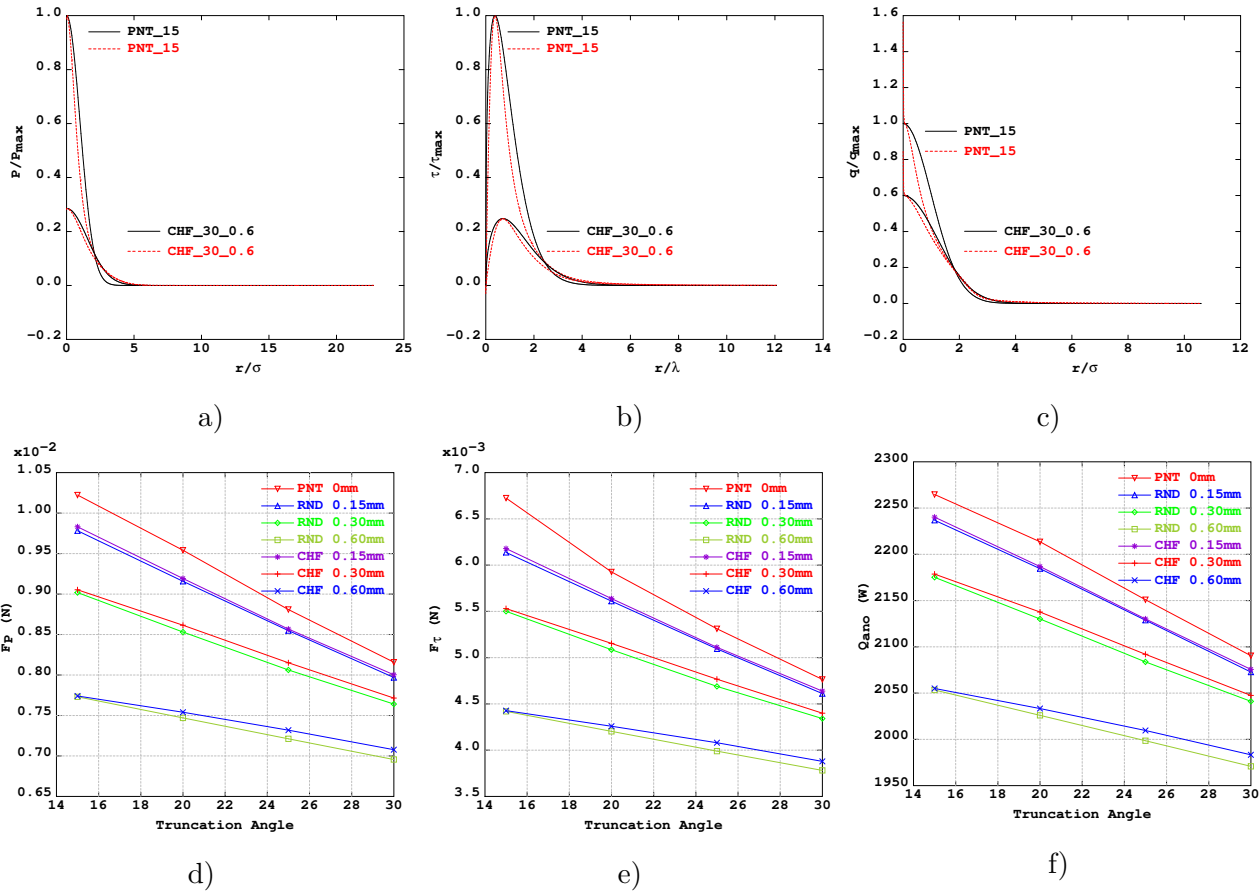 1.0
0.8
0.6
0.4
0.2
0.0
−0.2
P/Pmax
0
5
10
15
20
25
r/σ
PNT_15
PNT_15
CHF_30_0.6
CHF_30_0.6
a)
1.0
0.8
0.6
0.4
0.2
0.0
−0.2
τ/τmax
0
2
4
6
8
10
12
14
r/λ
PNT_15
PNT_15
CHF_30_0.6
CHF_30_0.6
b)
1.6
1.4
1.2
1.0
0.8
0.6
0.4
0.2
0.0
−0.2
q/qmax
0
2
4
6
8
10
12
r/σ
PNT_15
PNT_15
CHF_30_0.6
CHF_30_0.6
c)
x10−2
1.05
1.00
0.95
0.90
0.85
0.80
0.75
0.70
0.65
FP (N)
14
16
18
20
22
24
26
28
30
Truncation Angle
PNT 0mm
RND 0.15mm
RND 0.30mm
RND 0.60mm
CHF 0.15mm
CHF 0.30mm
CHF 0.60mm
d)
x10−3
7.0
6.5
6.0
5.5
5.0
4.5
4.0
3.5
Fτ (N)
14
16
18
20
22
24
26
28
30
Truncation Angle
PNT 0mm
RND 0.15mm
RND 0.30mm
RND 0.60mm
CHF 0.15mm
CHF 0.30mm
CHF 0.60mm
e)
2300
2250
2200
2150
2100
2050
2000
1950
Qano (W)
14
16
18
20
22
24
26
28
30
Truncation Angle
PNT 0mm
RND 0.15mm
RND 0.30mm
RND 0.60mm
CHF 0.15mm
CHF 0.30mm
CHF 0.60mm
f)